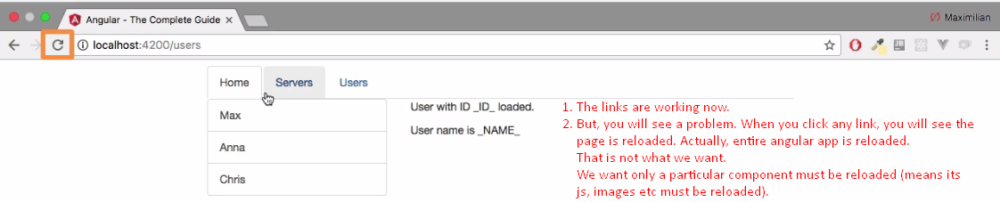 Angular - The Complete Guide
Maximilian
localhost:4200/users
Home Servers Users
Max
Anna
Chris
User with ID _ID_ loaded.
User name is _NAME_
1. The links are working now.
2. But, you will see a problem. When you click any link, you will see the
page is reloaded. Actually, entire angular app is reloaded.
That is not what we want.
We want only a particular component must be reloaded (means its
js, images etc must be reloaded).